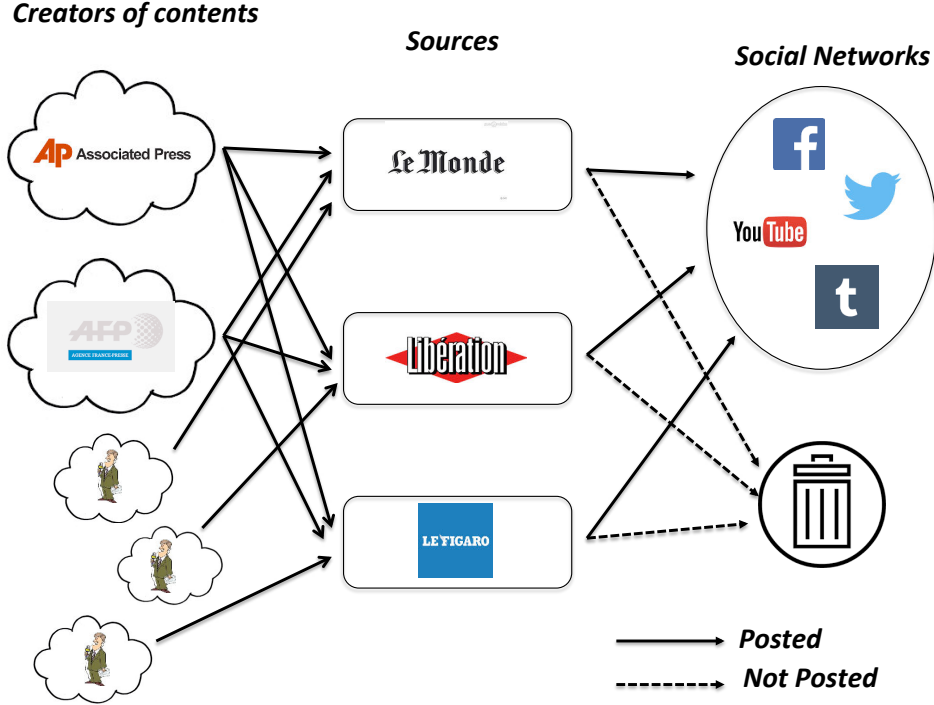 Creators of contents
Sources
Social Networks
AP Associated Press
Le Monde
f
You Tube
AFP
AGENCE FRANCE-PRESSE
t
Libération
LE FIGARO
Posted
Not Posted